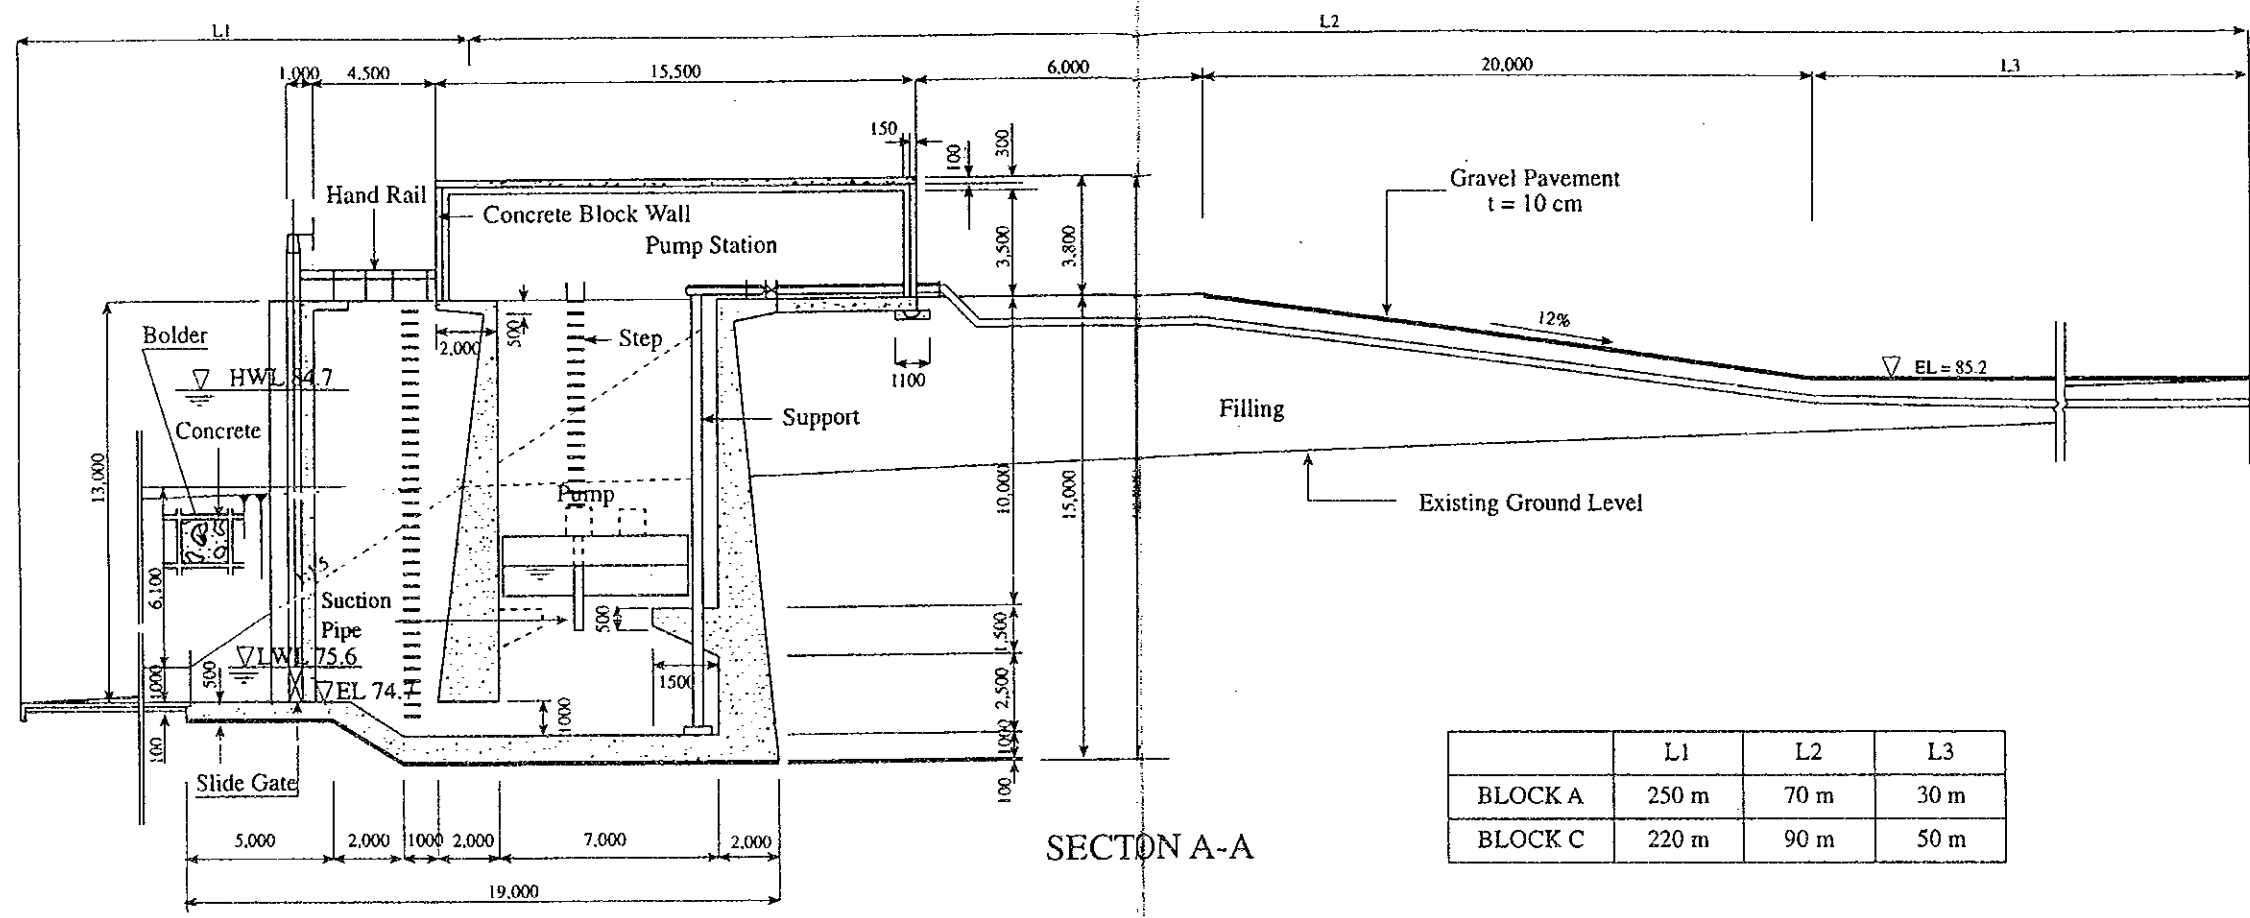 L1
L2
1,000
4,500
15,500
6,000
20,000
L3
150
100
300
Hand Rail
Concrete Block Wall
Pump Station
3,500
3,800
Gravel Pavement
t = 10 cm
Bolder
HWL 84.7
Concrete
2,000
500
Step
1100
12%
EL = 85.2
Support
Filling
13,000
Pump
10,000
15,000
Existing Ground Level
6,100
Suction
Pipe
500
1,500
LWL 75.6
1000
500
EL 74.7
1500
2,500
1000
1000
100
Slide Gate
100
5,000
2,000
1000
2,000
7,000
2,000
19,000
SECTON A-A
L1 L2 L3
BLOCK A 250 m 70 m 30 m
BLOCK C 220 m 90 m 50 m